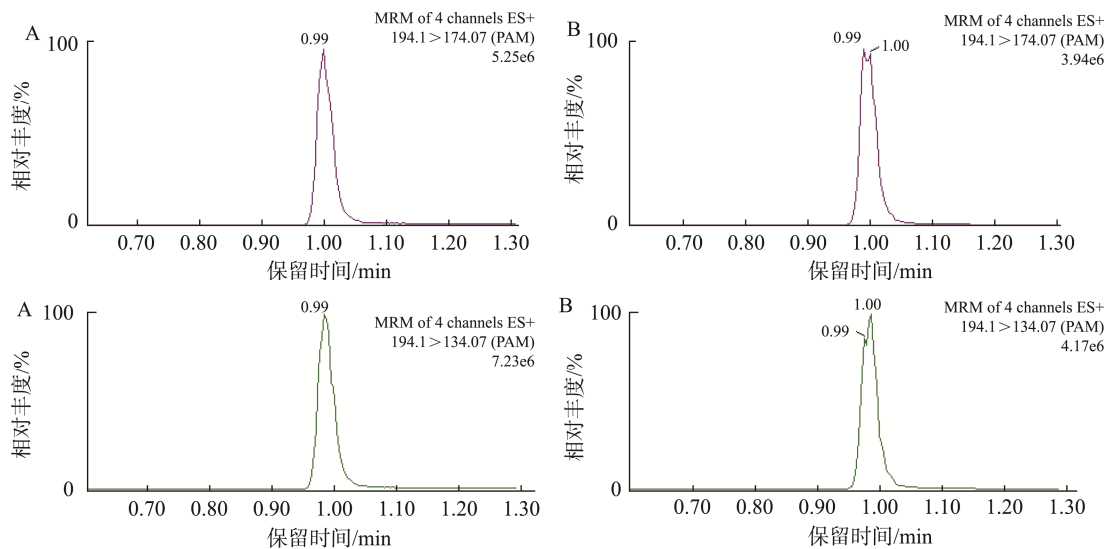 A
MRM of 4 channels ES+
194.1＞174.07 (PAM)
5.25e6
0.99
100
相对丰度/%
0
0.70 0.80 0.90 1.00 1.10 1.20 1.30
保留时间/min
B
MRM of 4 channels ES+
194.1＞174.07 (PAM)
3.94e6
0.99
1.00
100
相对丰度/%
0
0.70 0.80 0.90 1.00 1.10 1.20 1.30
保留时间/min
A
MRM of 4 channels ES+
194.1＞134.07 (PAM)
7.23e6
0.99
100
相对丰度/%
0
0.70 0.80 0.90 1.00 1.10 1.20 1.30
保留时间/min
B
MRM of 4 channels ES+
194.1＞134.07 (PAM)
4.17e6
1.00
0.99
100
相对丰度/%
0
0.70 0.80 0.90 1.00 1.10 1.20 1.30
保留时间/min